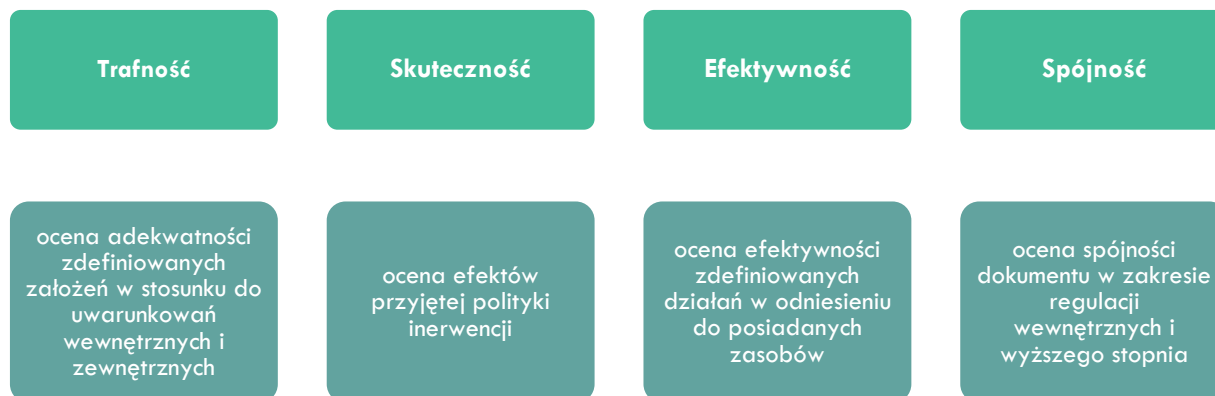 Trafność
Skuteczność
Efektywność
Spójność
ocena adekwatności
zdefiniowanych
założeń w stosunku do
uwarunkowań
wewnętrznych i
zewnętrznych
ocena efektów
przyjętej polityki
inerwencji
ocena efektywności
zdefiniowanych
działań w odniesieniu
do posiadanych
zasobów
ocena spójności
dokumentu w zakresie
regulacji
wewnętrznych i
wyższego stopnia